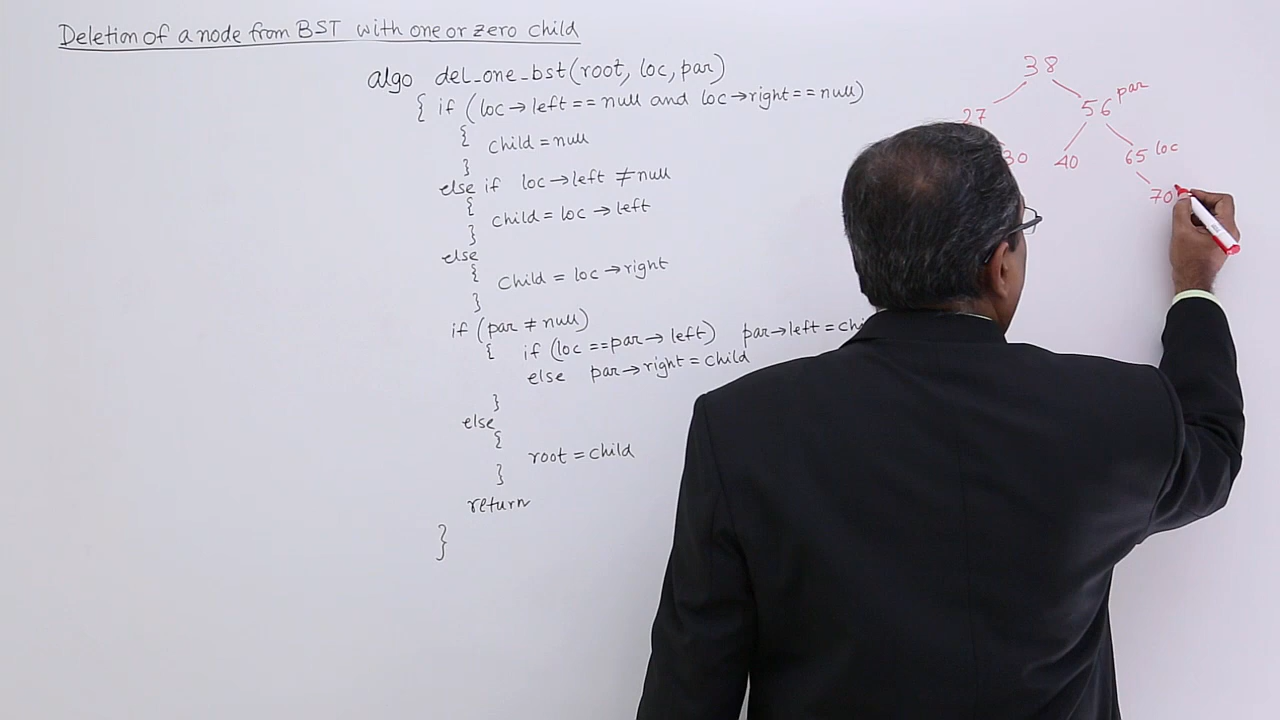 Deletion of a node from BST with one or zero child
algo del_one_bst(root, loc, par)
{ if (loc→left == null and loc→right == null)
{ child = null
}
else if loc→left ≠ null
{ child = loc→left
}
else
{ child = loc→right
}
if (par ≠ null)
{ if (loc == par→left) par→left =
else par→right = child
}
else
{
root = child
}
return
}
38
27 56 par
30 40 65 loc
70